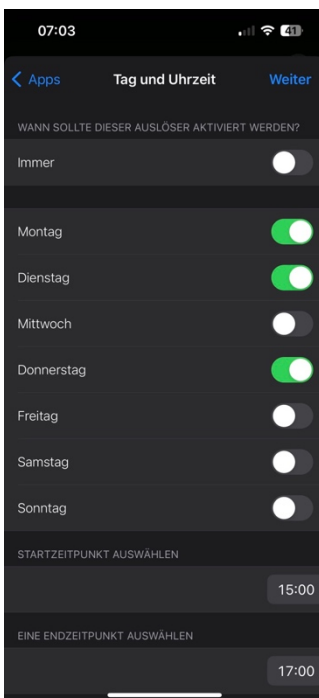 07:03
41
Apps
Tag und Uhrzeit
Weiter
WANN SOLLTE DIESER AUSLÖSER AKTIVIERT WERDEN?
Immer
Montag
Dienstag
Mittwoch
Donnerstag
Freitag
Samstag
Sonntag
STARTZEITPUNKT AUSWÄHLEN
15:00
EINE ENDZEITPUNKT AUSWÄHLEN
17:00